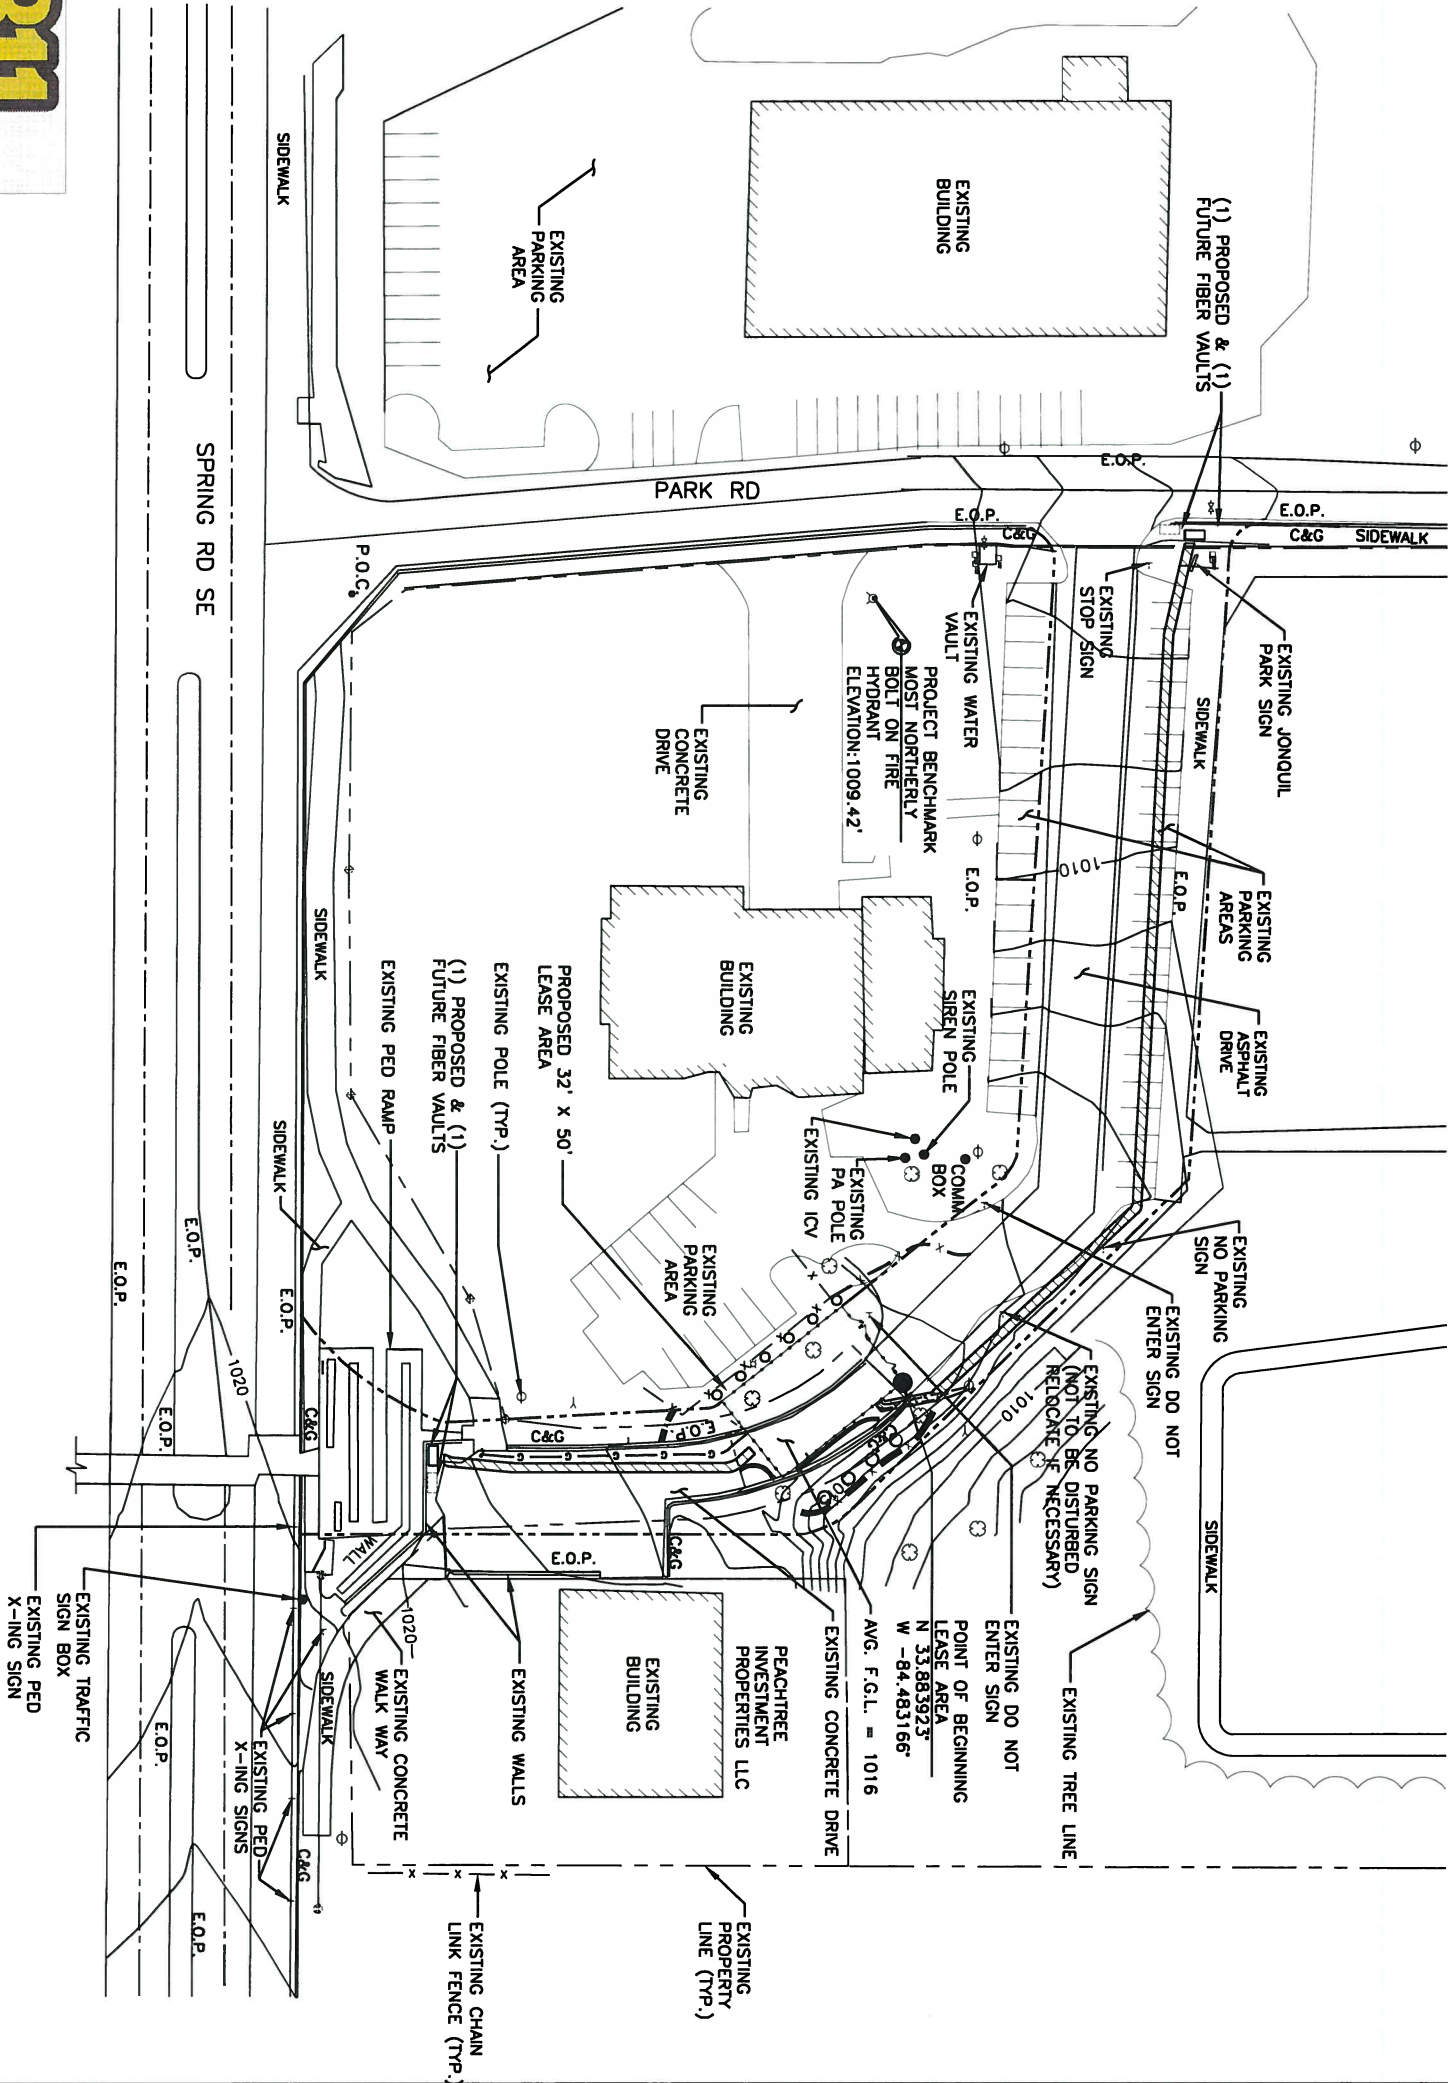 811
SIDEWALK
EXISTING
PARKING
AREA
EXISTING
BUILDING
(1) PROPOSED & (1)
FUTURE FIBER VAULTS
SPRING RD SE
PARK RD
E.O.P.
E.O.P.
C&G
E.O.P.
C&G
SIDEWALK
P.O.C.
EXISTING
STOP SIGN
EXISTING JONQUIL
PARK SIGN
EXISTING WATER
VAULT
PROJECT BENCHMARK
MOST NORTHERLY
BOLT ON FIRE
HYDRANT
ELEVATION:1009.42'
EXISTING
CONCRETE
DRIVE
SIDEWALK
1010
E.O.P.
E.O.P.
EXISTING
PARKING
AREAS
EXISTING
ASPHALT
DRIVE
SIDEWALK
EXISTING
BUILDING
EXISTING
SIREN POLE
COMM
BOX
EXISTING
PA POLE
EXISTING ICV
PROPOSED 32' X 50'
LEASE AREA
EXISTING POLE (TYP.)
(1) PROPOSED & (1)
FUTURE FIBER VAULTS
EXISTING PED RAMP
SIDEWALK
E.O.P.
E.O.P.
E.O.P.
1020
E.O.P.
C&G
EXISTING
PARKING
AREA
EXISTING
NO PARKING
SIGN
EXISTING DO NOT
ENTER SIGN
EXISTING NO PARKING SIGN
(NOT TO BE DISTURBED
RELOCATE IF NECESSARY)
1010
E.O.P.
C&G
G
G
G
G
C&G
WALL
E.O.P.
1020
SIDEWALK
EXISTING TREE LINE
EXISTING DO NOT
ENTER SIGN
POINT OF BEGINNING
LEASE AREA
N 33.883923°
W -84.483166°
AVG. F.G.L. = 1016
EXISTING CONCRETE DRIVE
PEACHTREE
INVESTMENT
PROPERTIES LLC
EXISTING
BUILDING
EXISTING WALLS
EXISTING CONCRETE
WALK WAY
SIDEWALK
EXISTING TRAFFIC
SIGN BOX
EXISTING PED
X-ING SIGN
EXISTING PED
X-ING SIGNS
E.O.P.
C&G
E.O.P.
EXISTING
PROPERTY
LINE (TYP.)
EXISTING CHAIN
LINK FENCE (TYP.)